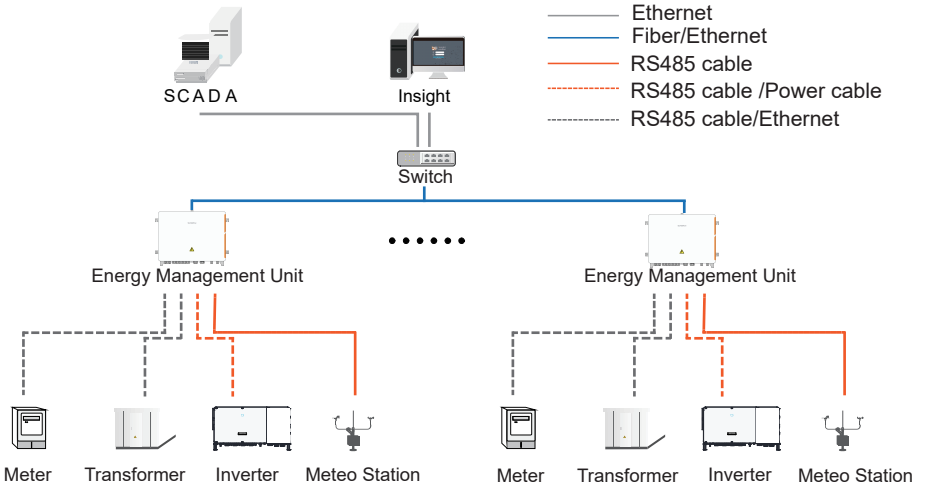 Ethernet
Fiber/Ethernet
RS485 cable
RS485 cable /Power cable
RS485 cable/Ethernet
SCADA
Insight
Switch
Energy Management Unit
Energy Management Unit
Meter
Transformer
Inverter
Meteo Station
Meter
Transformer
Inverter
Meteo Station